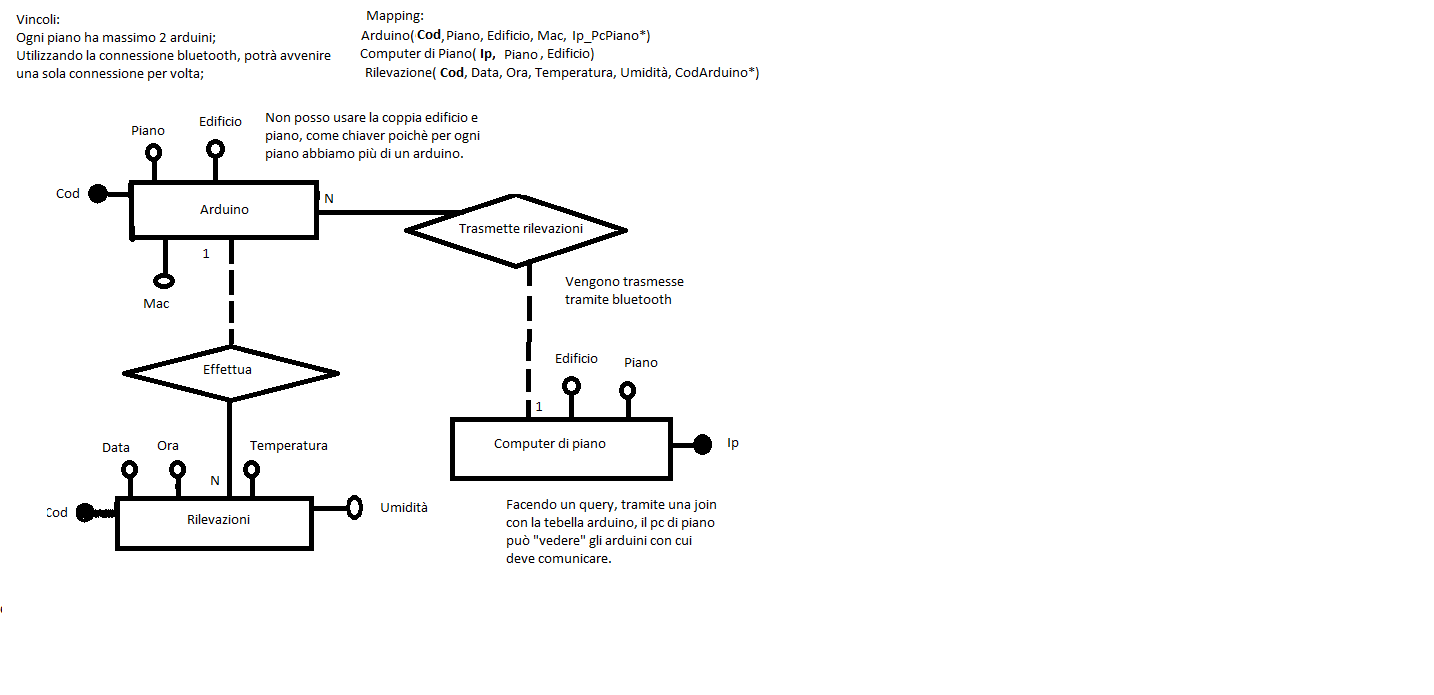 Vincoli:
Ogni piano ha massimo 2 arduini;
Utilizzando la connessione bluetooth, potrà avvenire
una sola connessione per volta;
Mapping:
Arduino( Cod, Piano, Edificio, Mac, Ip_PcPiano*)
Computer di Piano( Ip, Piano , Edificio)
Rilevazione( Cod, Data, Ora, Temperatura, Umidità, CodArduino*)
Non posso usare la coppia edificio e
piano, come chiaver poichè per ogni
piano abbiamo più di un arduino.
Piano
Edificio
Cod
Arduino
N
Trasmette rilevazioni
1
Mac
Vengono trasmesse
tramite bluetooth
Effettua
Edificio
Piano
1
Computer di piano
Ip
Data
Ora
Temperatura
N
Cod
Rilevazioni
Umidità
Facendo un query, tramite una join
con la tebella arduino, il pc di piano
può "vedere" gli arduini con cui
deve comunicare.